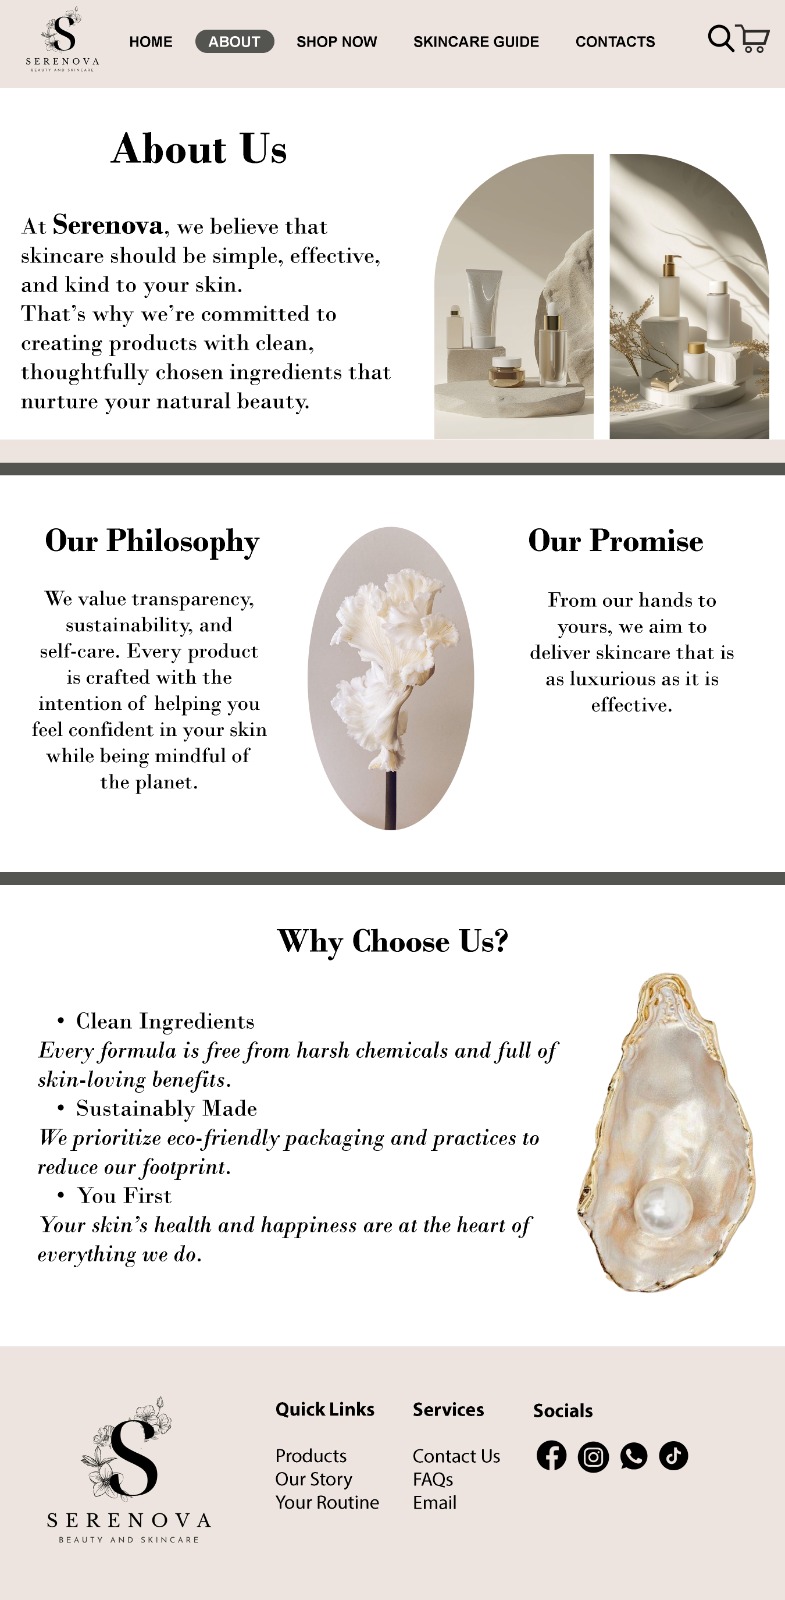 S
SERENOVA
BEAUTY AND SKINCARE
HOME
ABOUT
SHOP NOW
SKINCARE GUIDE
CONTACTS
About Us
At Serenova, we believe that
skincare should be simple, effective,
and kind to your skin.
That’s why we’re committed to
creating products with clean,
thoughtfully chosen ingredients that
nurture your natural beauty.
Our Philosophy
We value transparency,
sustainability, and
self-care. Every product
is crafted with the
intention of helping you
feel confident in your skin
while being mindful of
the planet.
Our Promise
From our hands to
yours, we aim to
deliver skincare that is
as luxurious as it is
effective.
Why Choose Us?
• Clean Ingredients
Every formula is free from harsh chemicals and full of
skin-loving benefits.
• Sustainably Made
We prioritize eco-friendly packaging and practices to
reduce our footprint.
• You First
Your skin’s health and happiness are at the heart of
everything we do.
S
SERENOVA
BEAUTY AND SKINCARE
Quick Links
Products
Our Story
Your Routine
Services
Contact Us
FAQs
Email
Socials